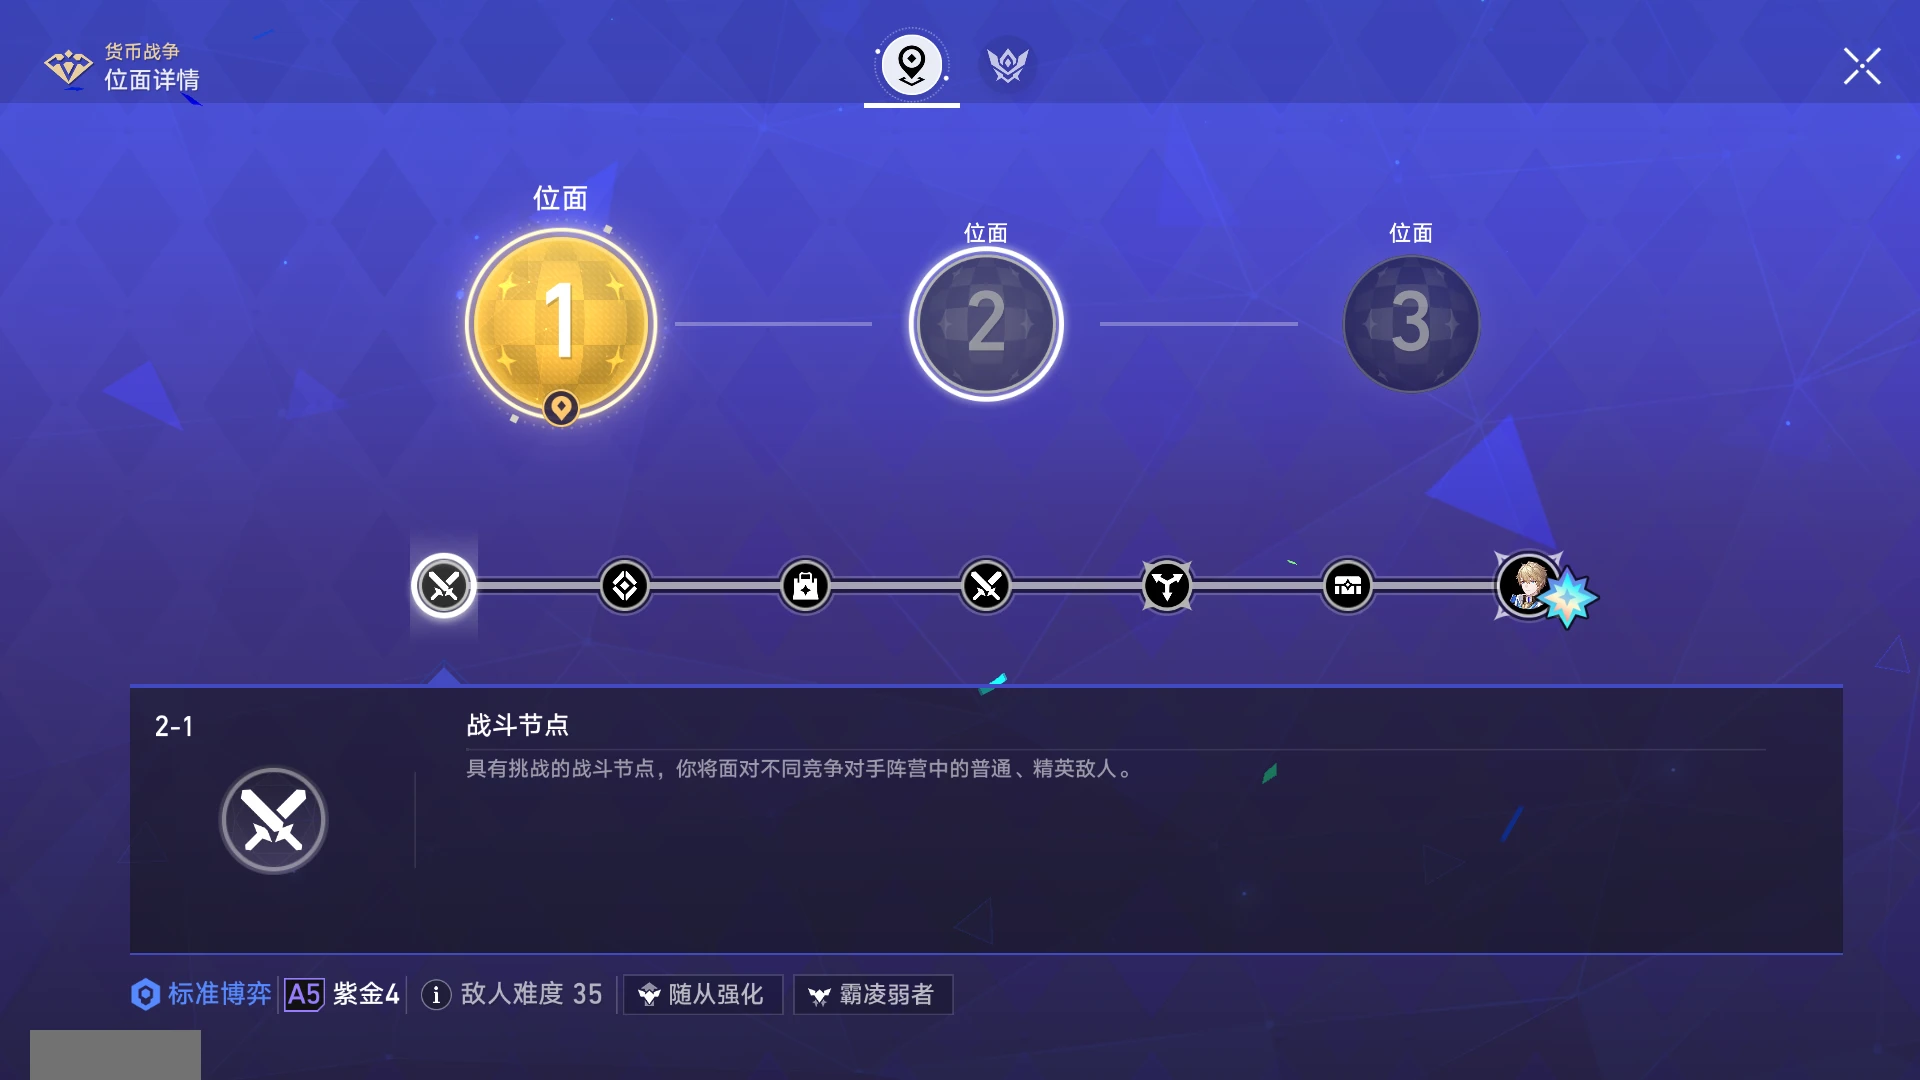 货币战争
位面详情
位面
1
位面
2
位面
3
2-1
战斗节点
具有挑战的战斗节点，你将面对不同竞争对手阵营中的普通、精英敌人。
标准博弈
A5 紫金4
敌人难度 35
随从强化
霸凌弱者